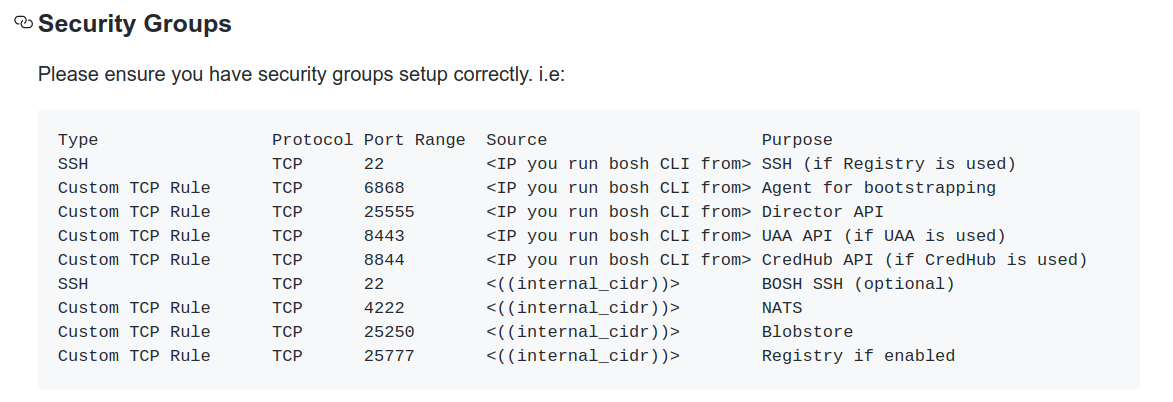 Security Groups
Please ensure you have security groups setup correctly. i.e:
Type                 Protocol Port Range  Source                     Purpose
SSH                  TCP      22          <IP you run bosh CLI from> SSH (if Registry is used)
Custom TCP Rule      TCP      6868        <IP you run bosh CLI from> Agent for bootstrapping
Custom TCP Rule      TCP      25555       <IP you run bosh CLI from> Director API
Custom TCP Rule      TCP      8443        <IP you run bosh CLI from> UAA API (if UAA is used)
Custom TCP Rule      TCP      8844        <IP you run bosh CLI from> CredHub API (if CredHub is used)
SSH                  TCP      22          <((internal_cidr))>        BOSH SSH (optional)
Custom TCP Rule      TCP      4222        <((internal_cidr))>        NATS
Custom TCP Rule      TCP      25250       <((internal_cidr))>        Blobstore
Custom TCP Rule      TCP      25777       <((internal_cidr))>        Registry if enabled